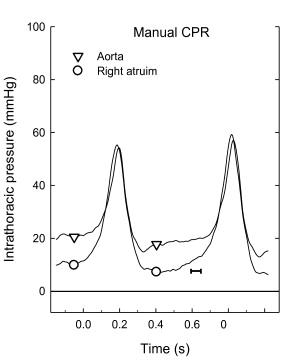 Manual CPR
100
Aorta
Right atruim
80
60
40
20
0
Intrathoracic pressure (mmHg)
0.0 0.2 0.4 0.6 0.8 0
Time (s)